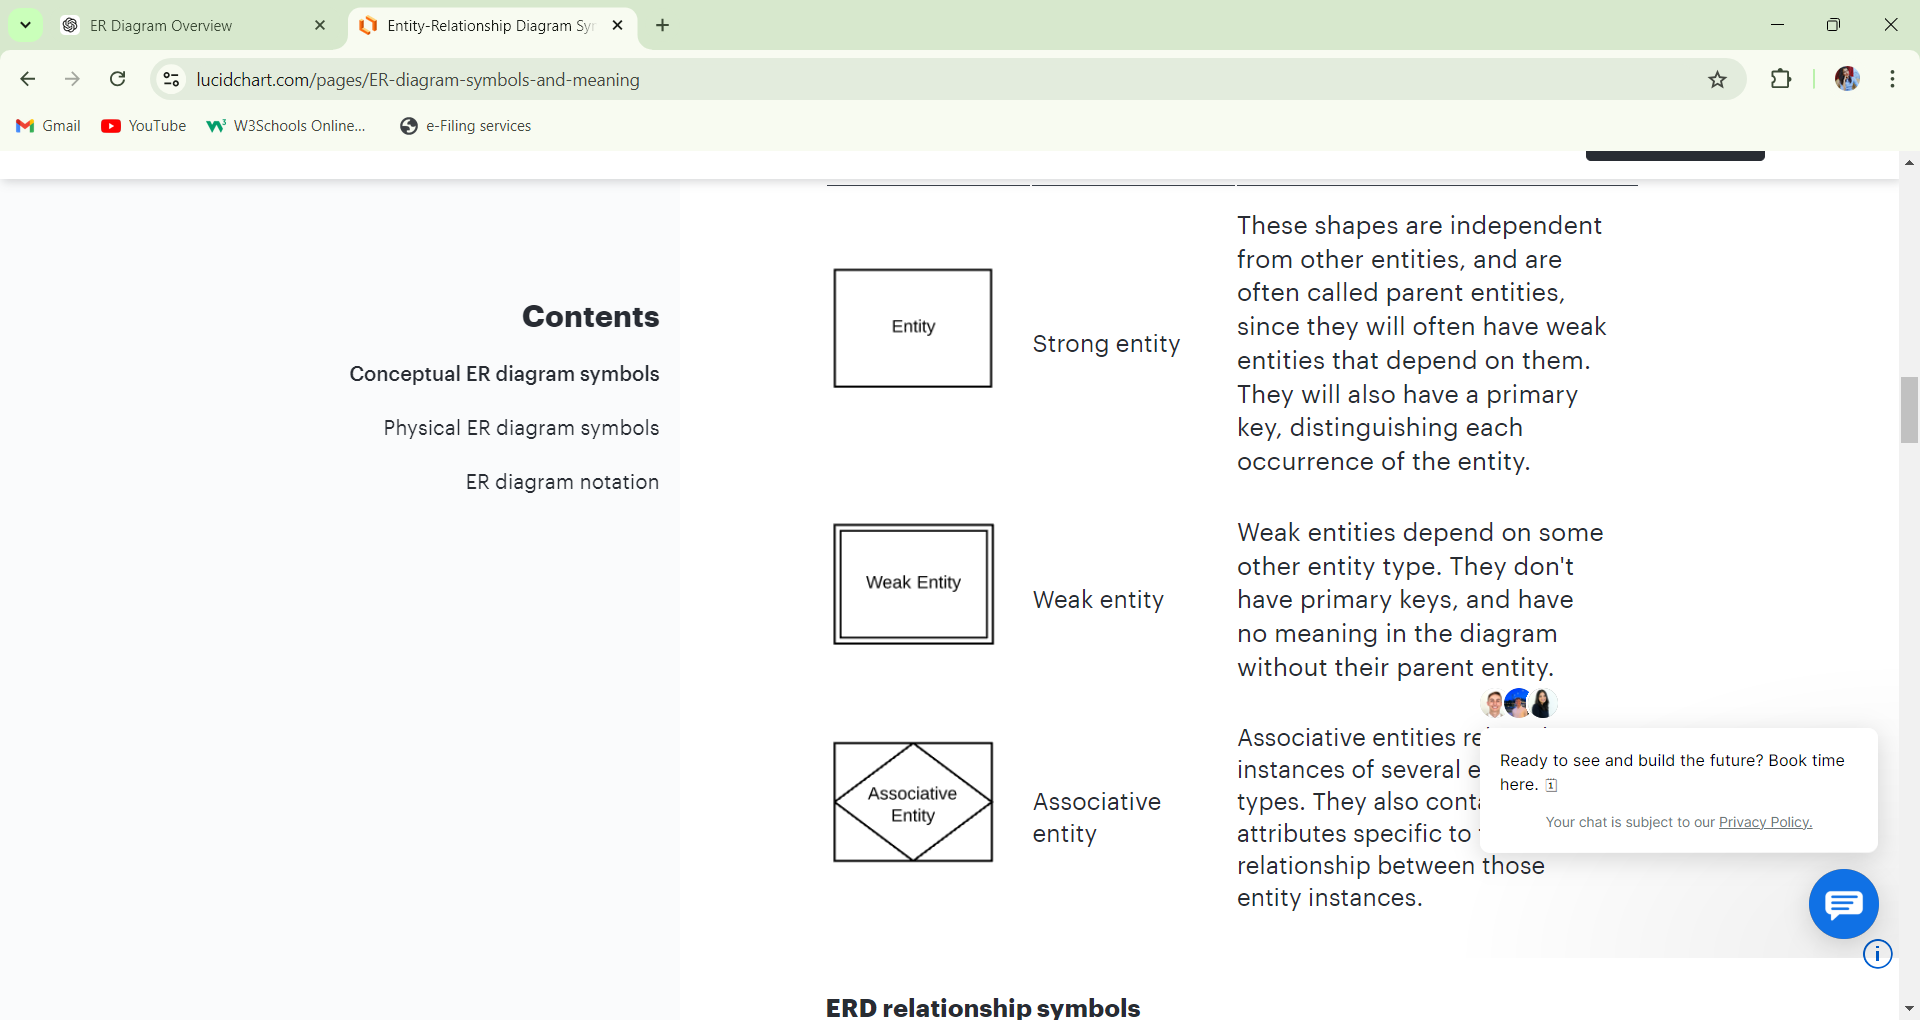 ER Diagram Overview
Entity-Relationship Diagram Sy
lucidchart.com/pages/ER-diagram-symbols-and-meaning
Gmail
YouTube
W3Schools Online...
e-Filing services
Contents
Conceptual ER diagram symbols
Physical ER diagram symbols
ER diagram notation
Entity
Strong entity
These shapes are independent
from other entities, and are
often called parent entities,
since they will often have weak
entities that depend on them.
They will also have a primary
key, distinguishing each
occurrence of the entity.
Weak Entity
Weak entity
Weak entities depend on some
other entity type. They don't
have primary keys, and have
no meaning in the diagram
without their parent entity.
Associative
Entity
Associative
entity
Associative entities
instances of several
types. They also
attributes specific to
relationship between those
entity instances.
Ready to see and build the future? Book time
here.
Your chat is subject to our Privacy Policy.
ERD relationship symbols